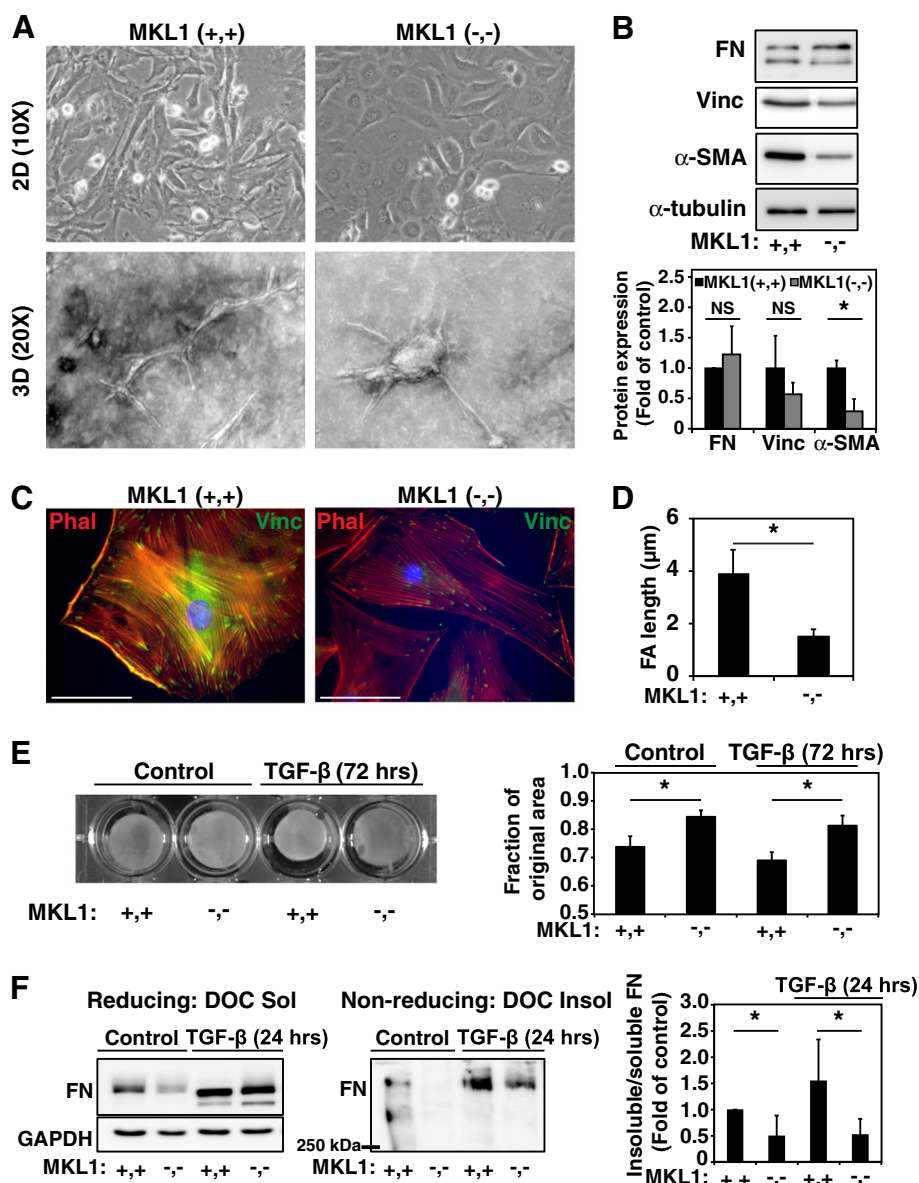 A
MKL1 (+,+)
MKL1 (-,-)
2D (10X)
3D (20X)
B
FN
Vinc
α-SMA
α-tubulin
MKL1: +,+ -,-
Protein expression
(Fold of control)
2.5
2.0
1.5
1.0
0.5
0
MKL1(+,+) MKL1(-,-)
NS NS *
FN Vinc α-SMA
C
MKL1 (+,+)
MKL1 (-,-)
Phal Vinc
Phal Vinc
D
FA length (µm)
6
4
2
0
*
MKL1: +,+ -,-
E
Control TGF-β (72 hrs)
MKL1: +,+ -,- +,+ -,-
Control TGF-β (72 hrs)
Fraction of
original area
1.0
0.9
0.8
0.7
0.6
0.5
* *
MKL1: +,+ -,- +,+ -,-
F
Reducing: DOC Sol
Control TGF-β (24 hrs)
FN
GAPDH
MKL1: +,+ -,- +,+ -,-
Non-reducing: DOC Insol
Control TGF-β (24 hrs)
FN
250 kDa
MKL1: +,+ -,- +,+ -,-
TGF-β (24 hrs)
Insoluble/soluble FN
(Fold of control)
3.0
2.5
2.0
1.5
1.0
0.5
0
* *
MKL1: +,+ -,- +,+ -,-